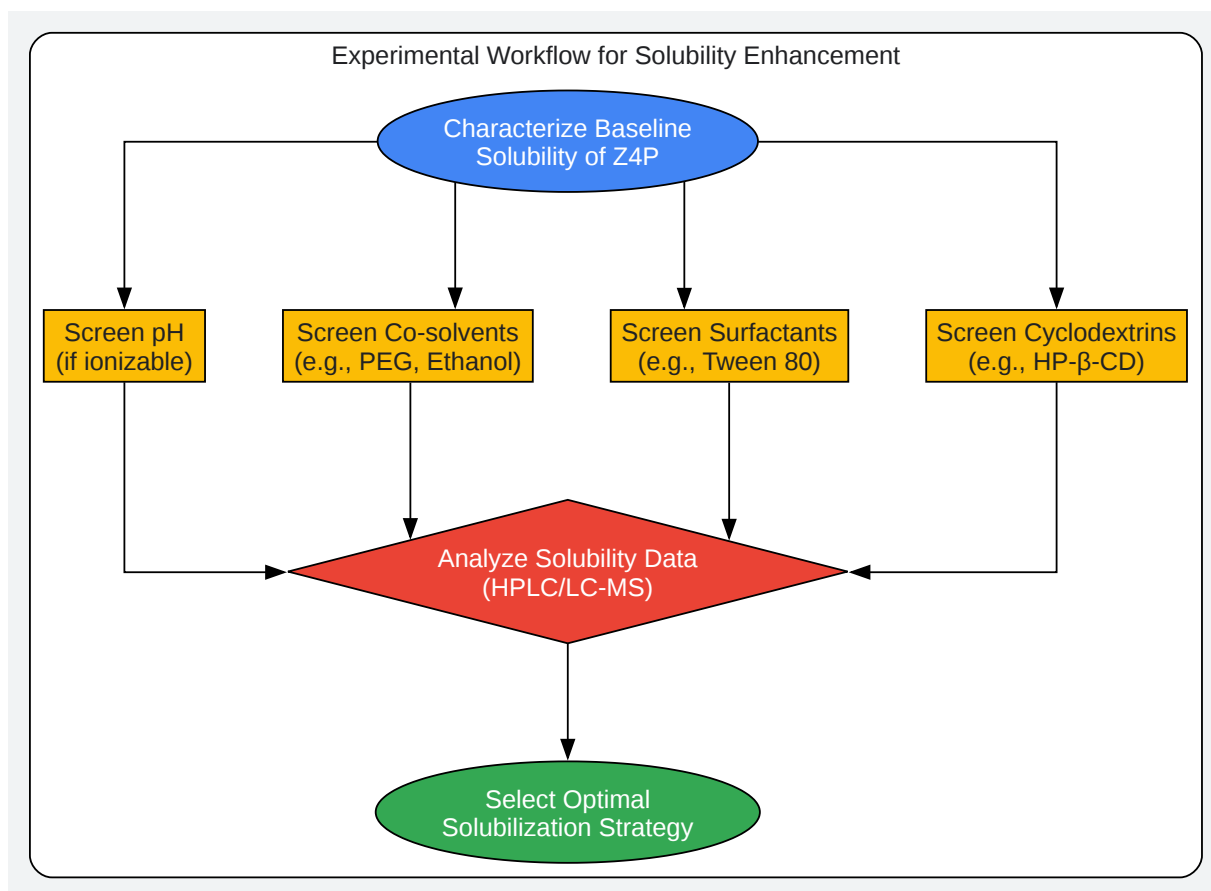 Experimental Workflow for Solubility Enhancement
Characterize Baseline
Solubility of Z4P
Screen pH
(if ionizable)
Screen Co-solvents
(e.g., PEG, Ethanol)
Screen Surfactants
(e.g., Tween 80)
Screen Cyclodextrins
(e.g., HP-β-CD)
Analyze Solubility Data
(HPLC/LC-MS)
Select Optimal
Solubilization Strategy